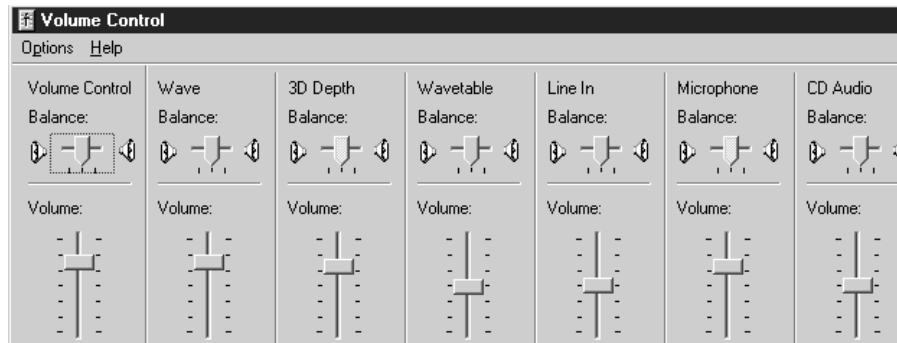 Volume Control
Options Help
Volume Control Wave 3D Depth Wavetable Line In Microphone CD Audio
Balance: Balance: Balance: Balance: Balance: Balance: Balance:
Volume: Volume: Volume: Volume: Volume: Volume: Volume: